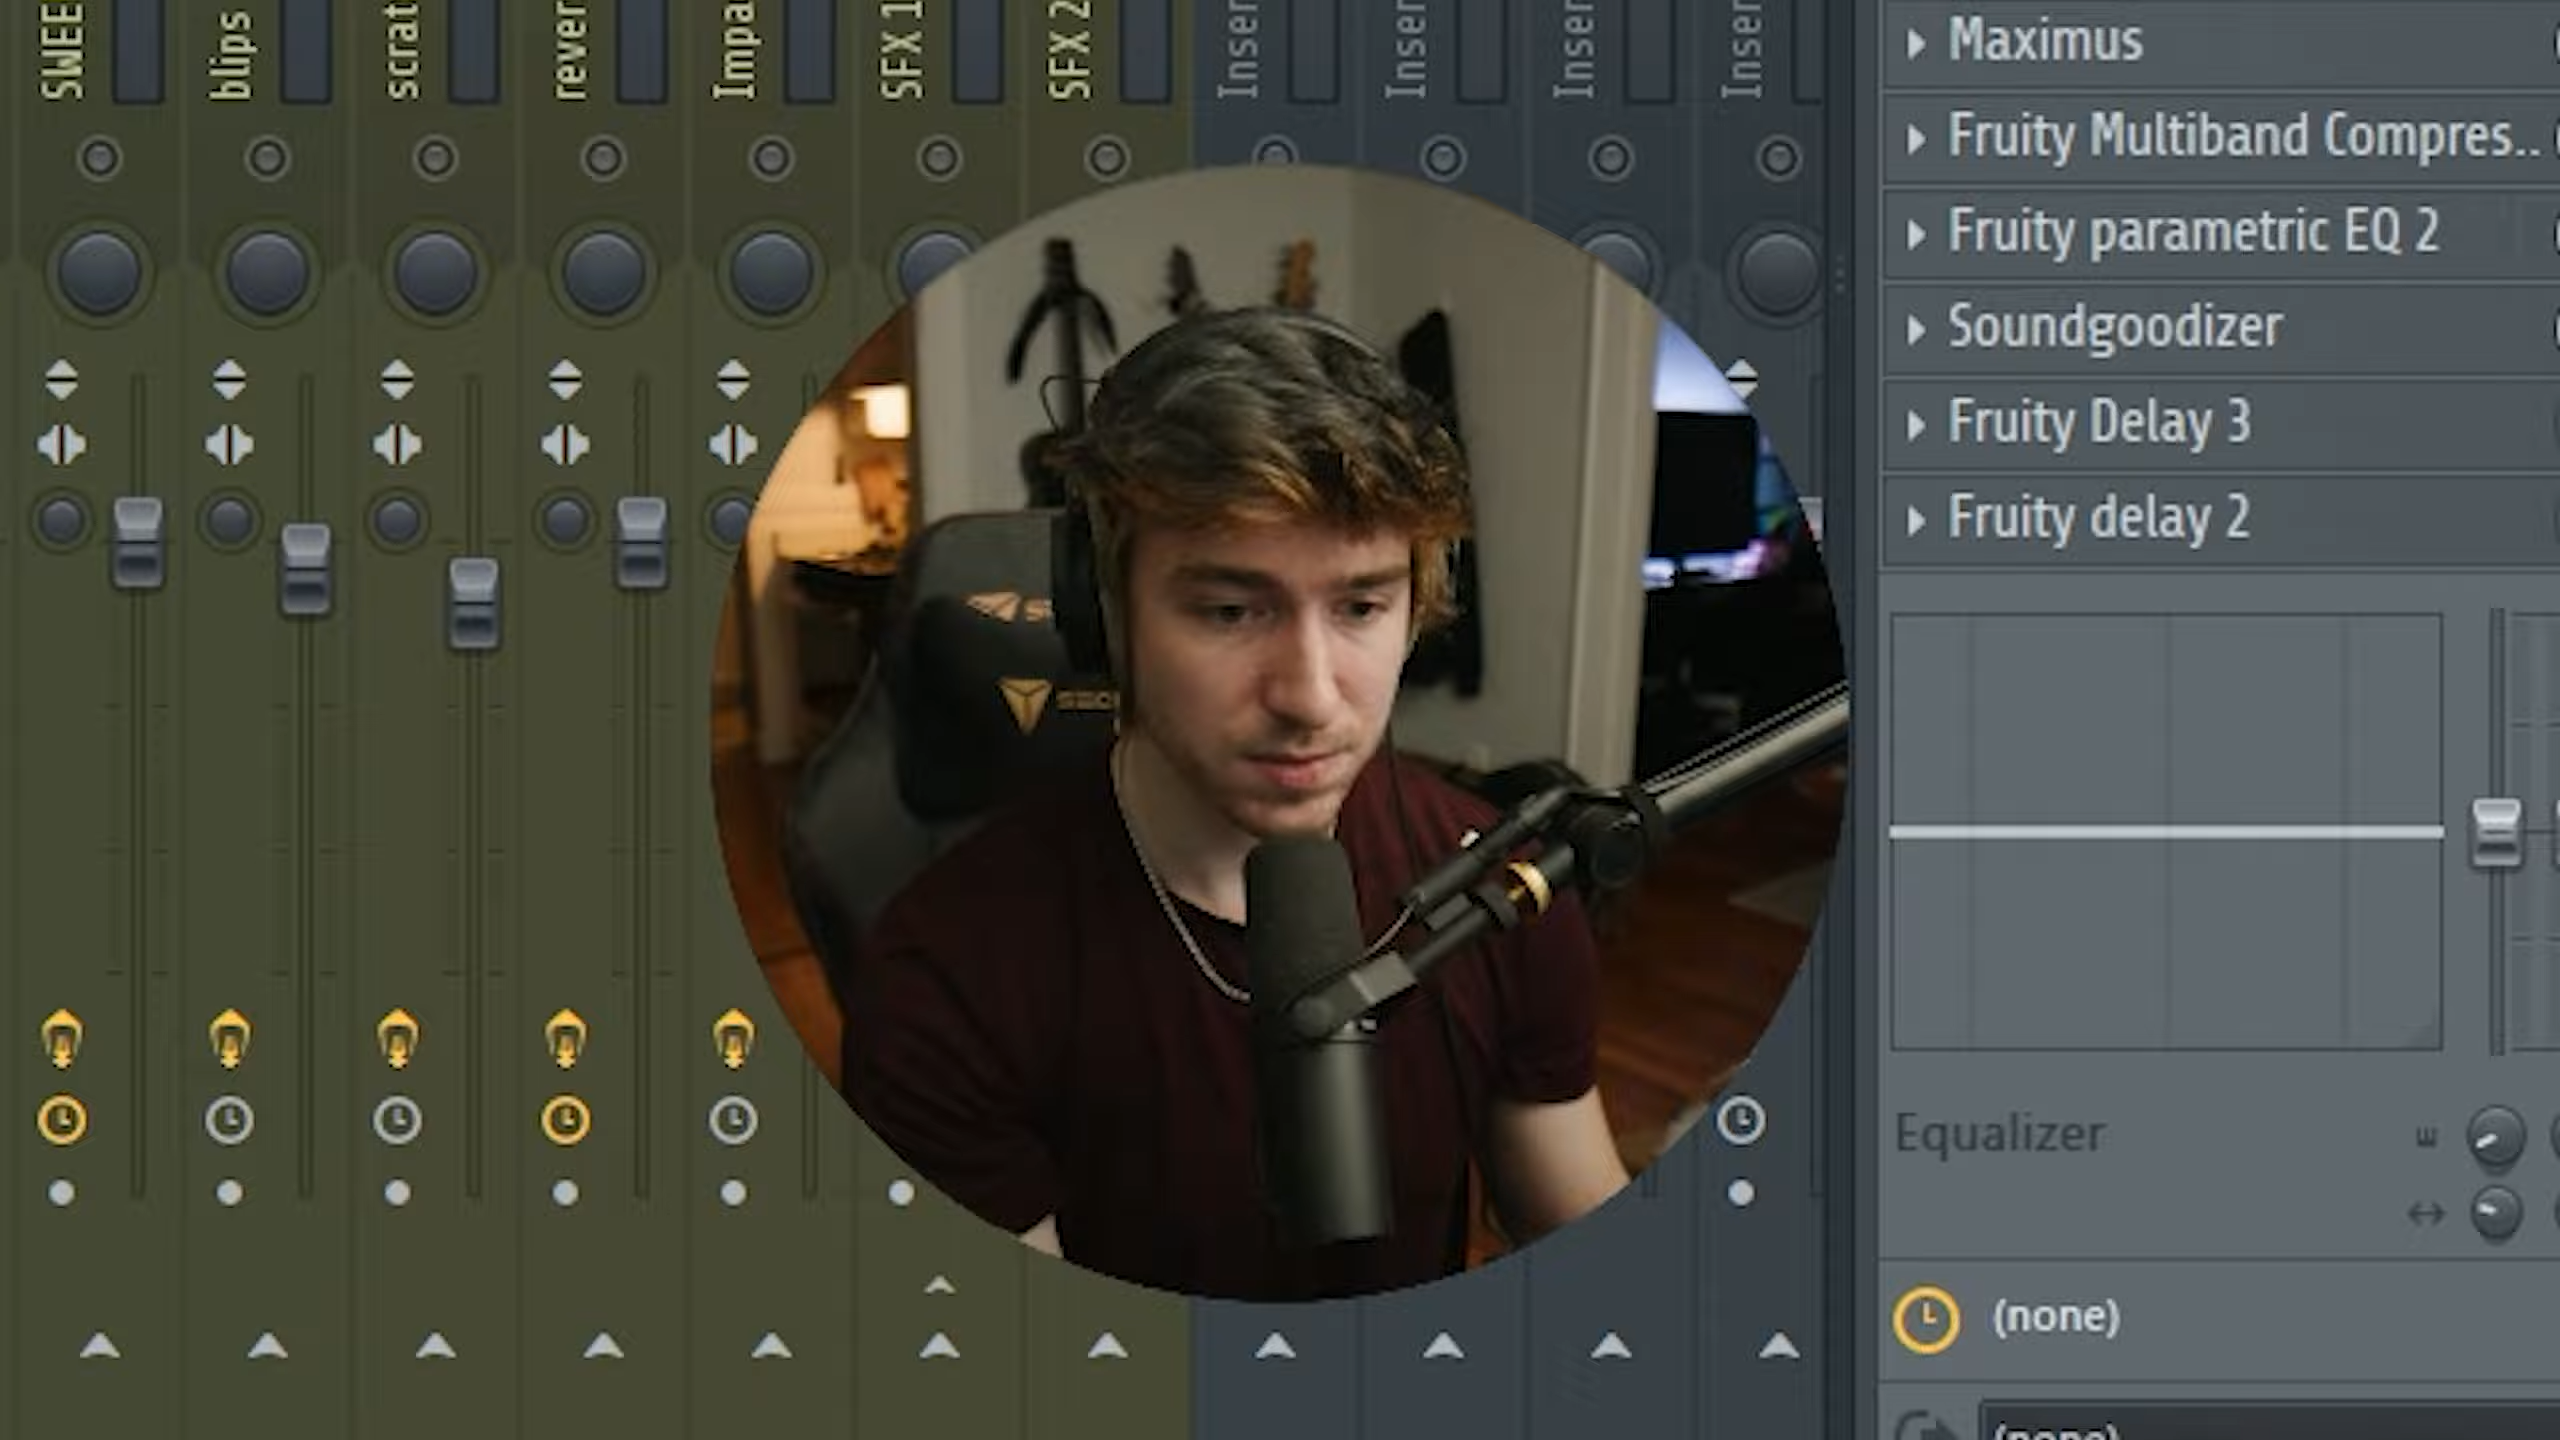 SWEE
blips
scrat
rever
Impa
SFX 1
SFX 2
Inser
Inser
Inser
Inser
Maximus
Fruity Multiband Compres..
Fruity parametric EQ 2
Soundgoodizer
Fruity Delay 3
Fruity delay 2
Equalizer
(none)
(none)